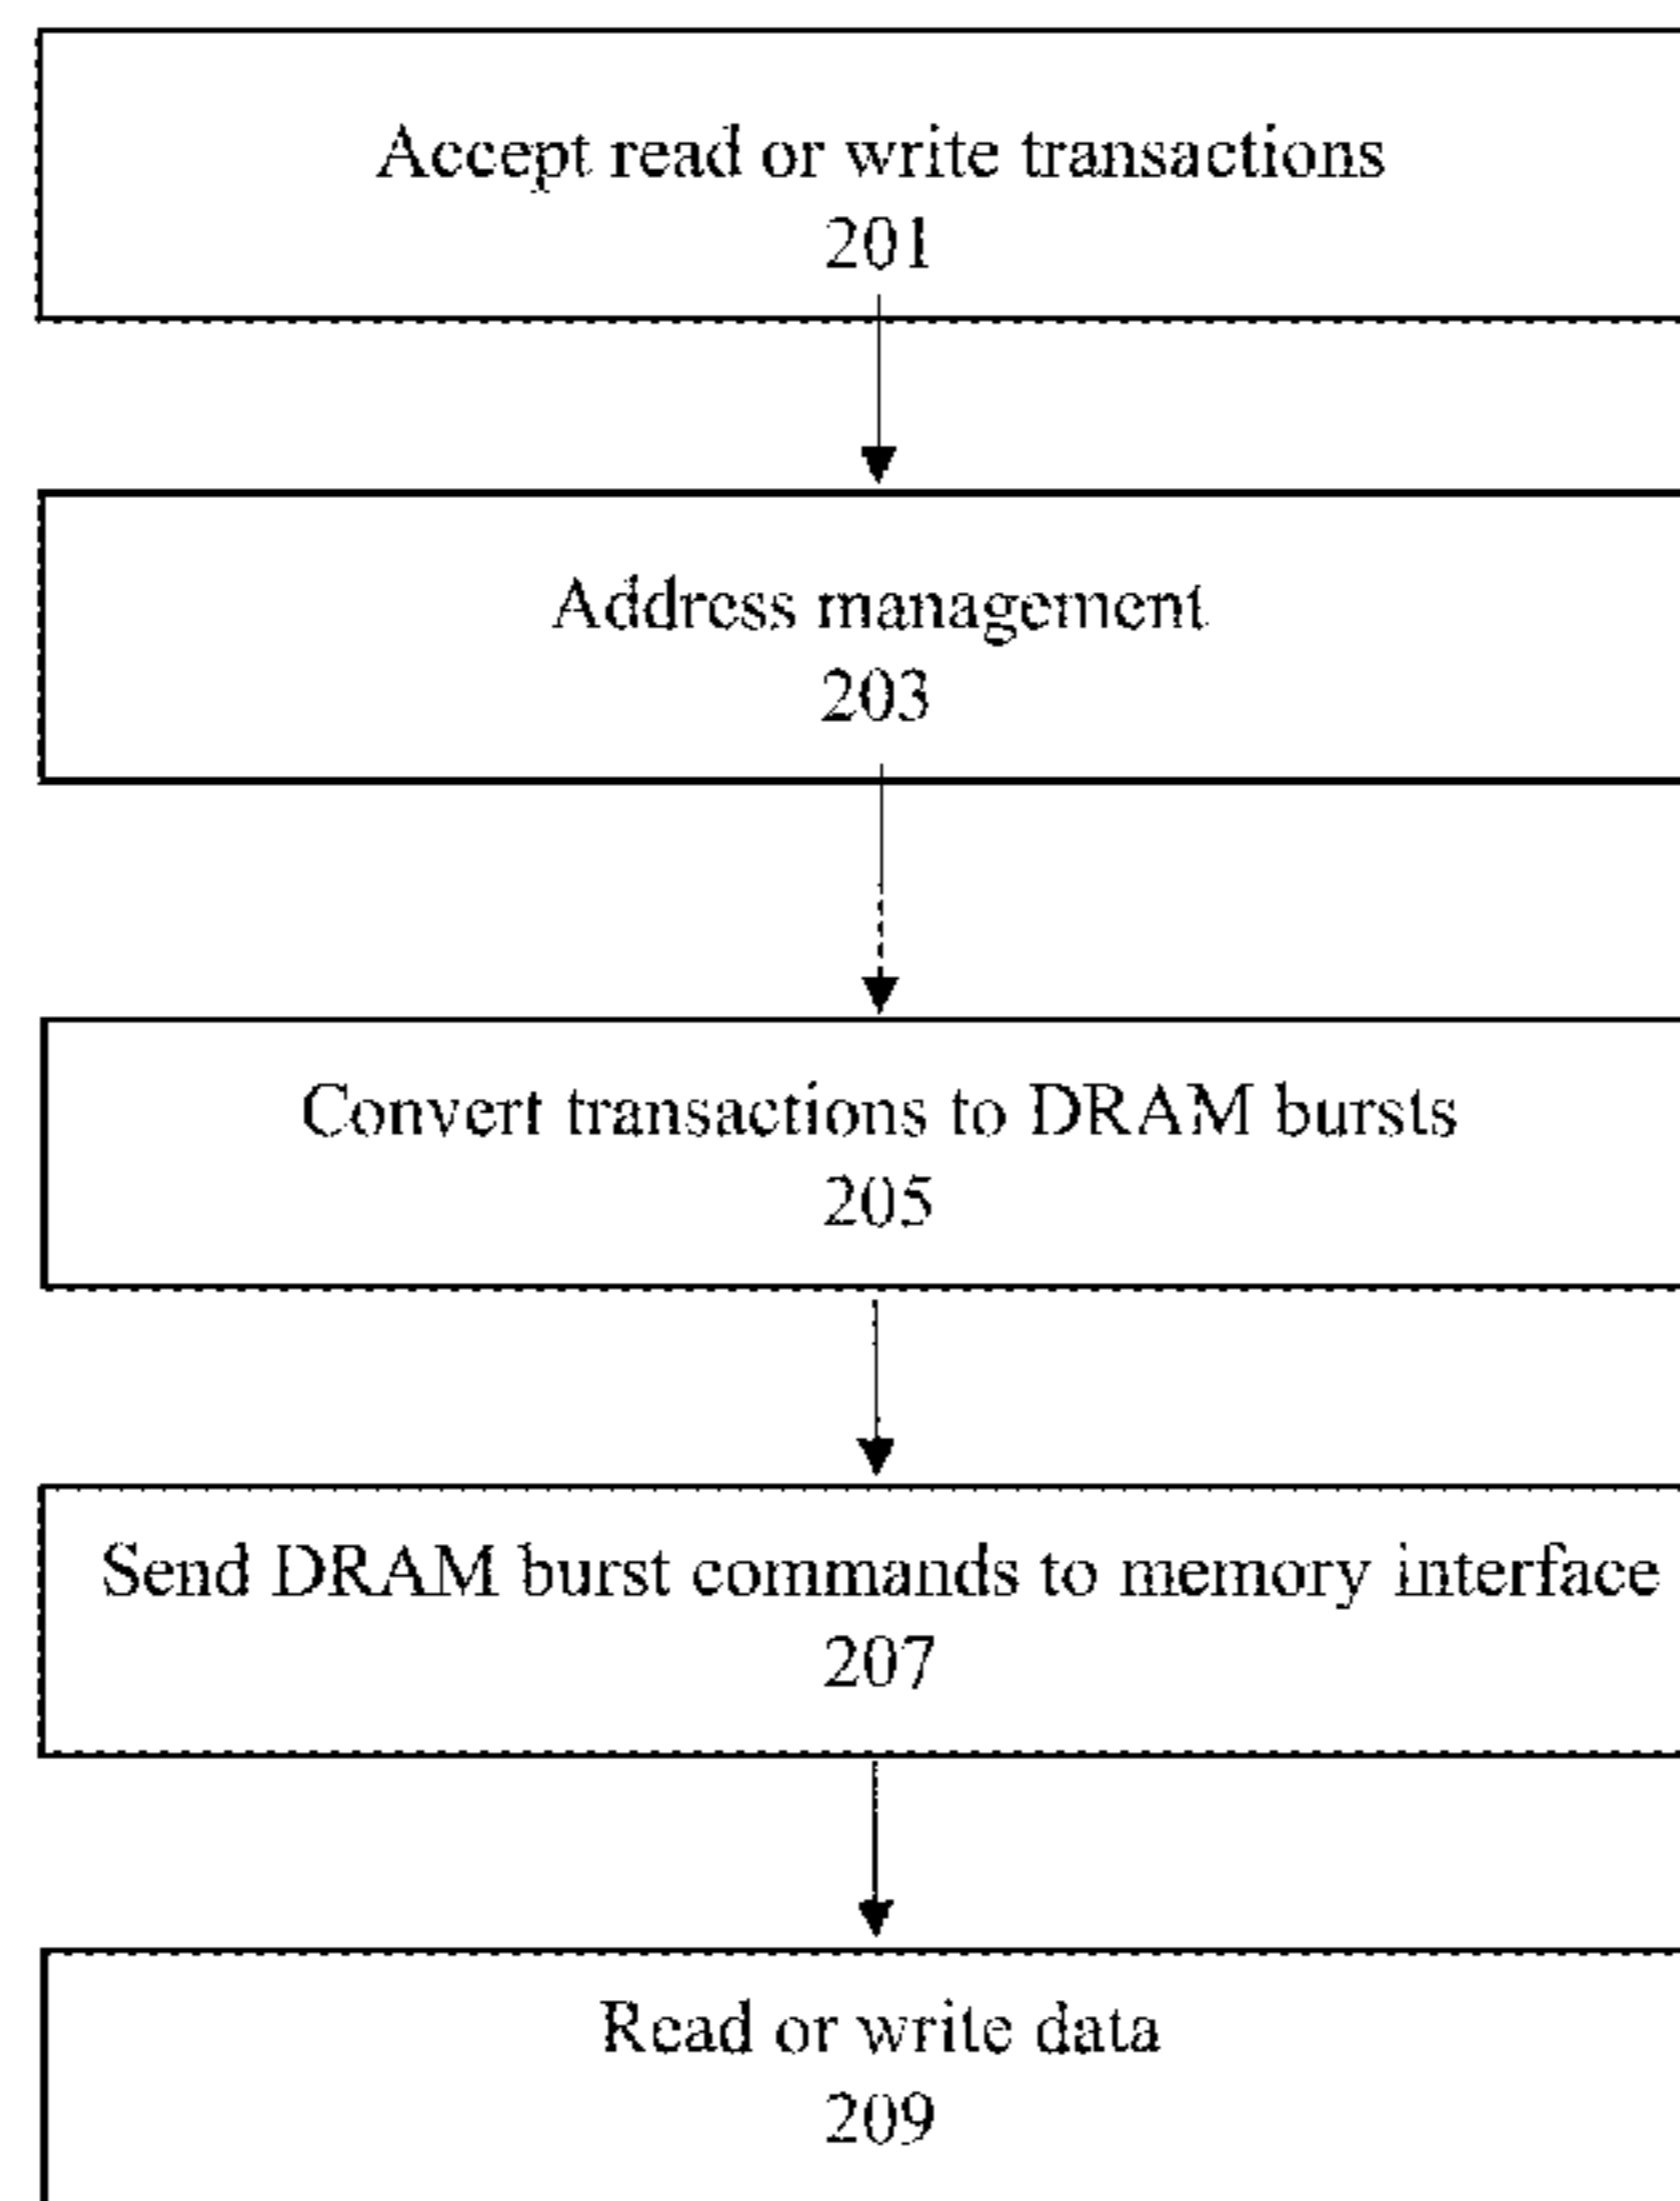 Accept read or write transactions
201
Address management
203
Convert transactions to DRAM bursts
205
Send DRAM burst commands to memory interface
207
Read or write data
209